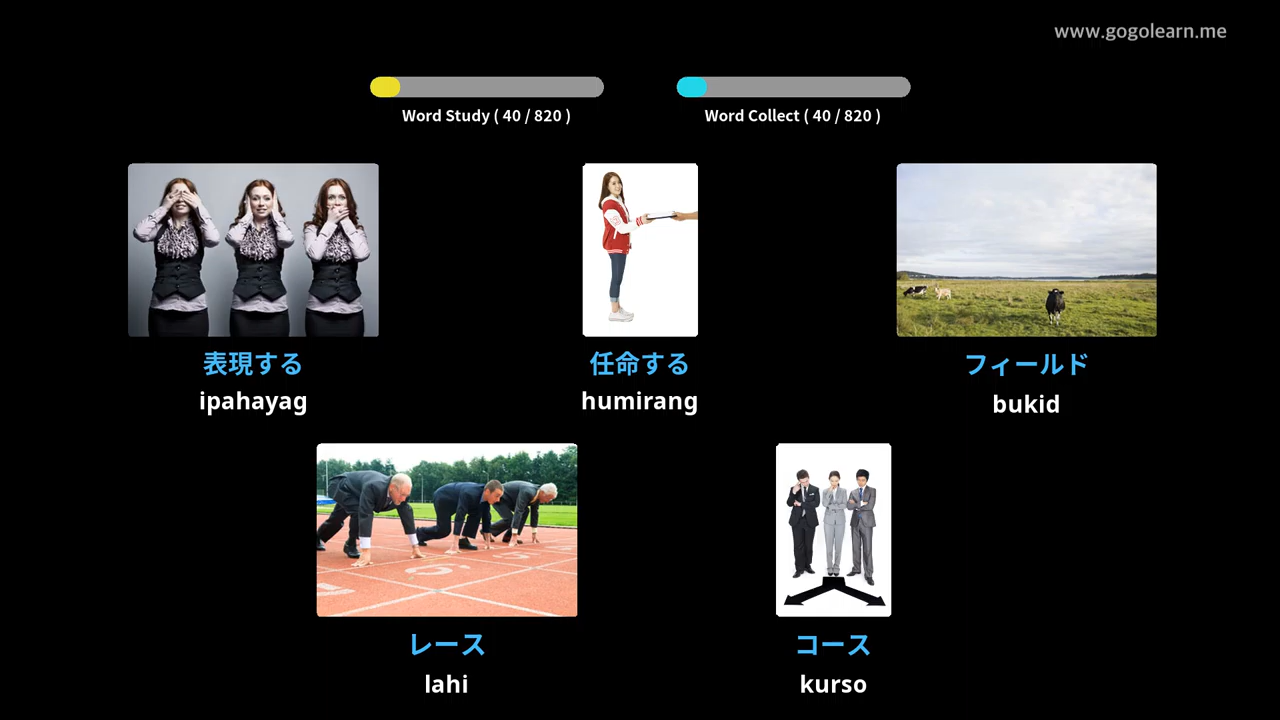 www.gogolearn.me
Word Study ( 40 / 820 )
Word Collect ( 40 / 820 )
表現する
ipahayag
任命する
humirang
フィールド
bukid
レース
lahi
コース
kurso